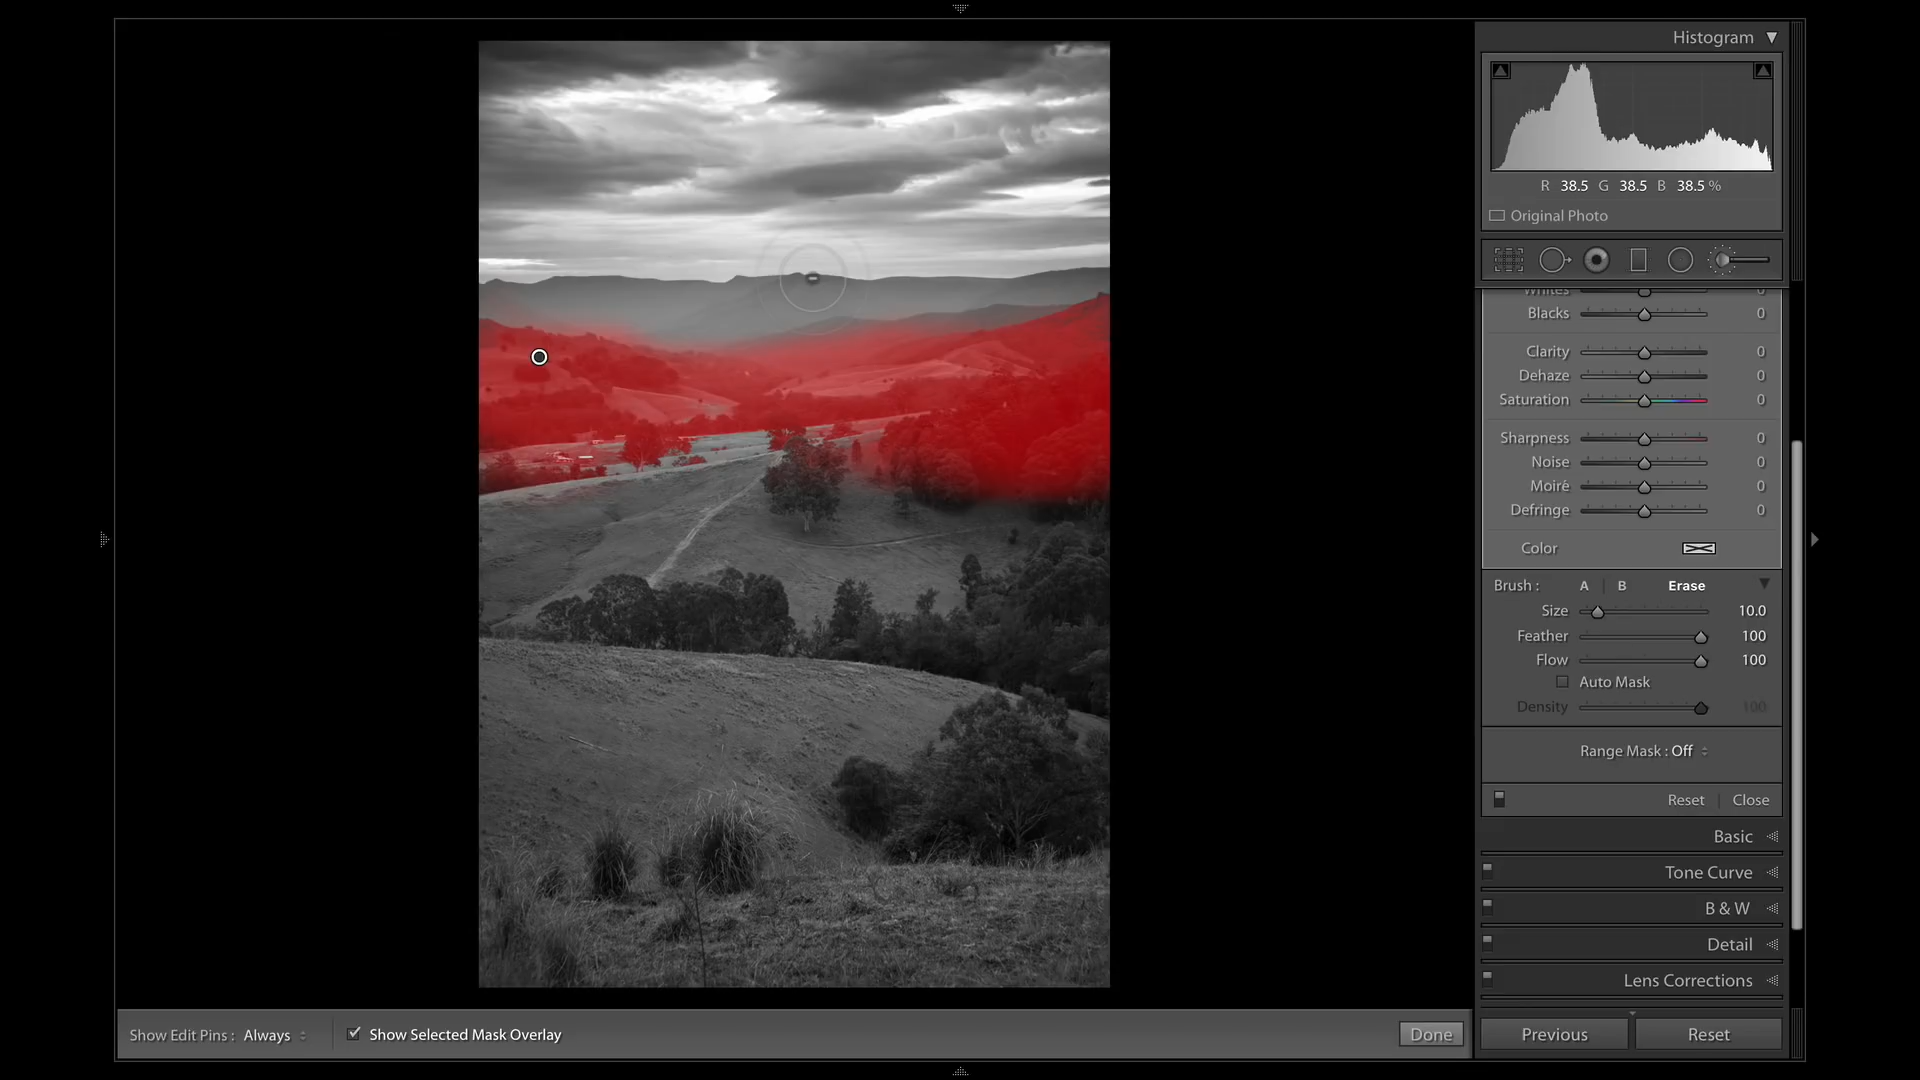 Histogram
R 38.5 G 38.5 B 38.5 %
Original Photo
Whites 0
Blacks 0
Clarity 0
Dehaze 0
Saturation 0
Sharpness 0
Noise 0
Moiré 0
Defringe 0
Color
Brush : A | B Erase
Size 10.0
Feather 100
Flow 100
Auto Mask
Density 100
Range Mask : Off
Reset | Close
Basic
Tone Curve
B & W
Detail
Lens Corrections
Show Edit Pins : Always Show Selected Mask Overlay Done Previous Reset